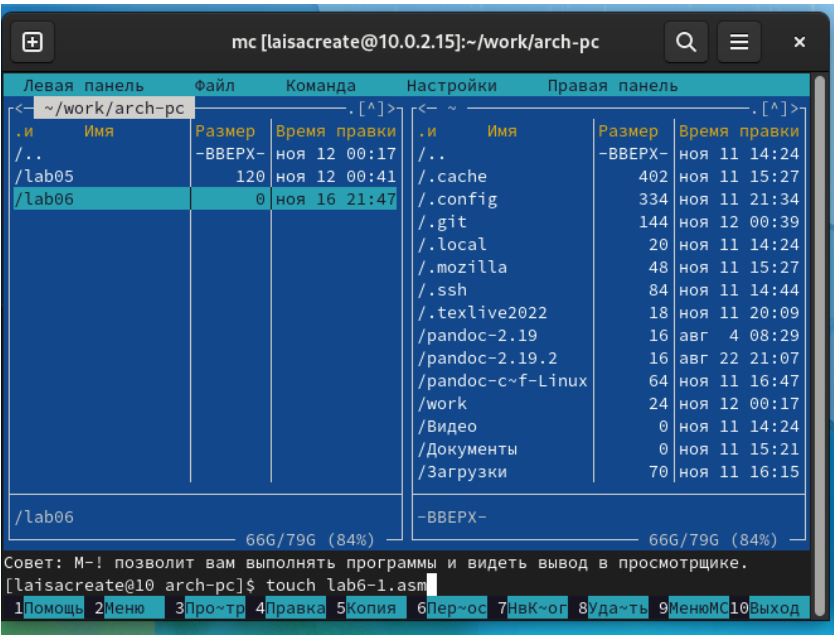 mc [laisacreate@10.0.2.15]:~/work/arch-pc
Левая панель Файл Команда Настройки Правая панель
<— ~/work/arch-pc .[^]>
.и Имя Размер Время правки
/.. -ВВЕРХ- ноя 12 00:17
/lab05 120 ноя 12 00:41
/lab06 0 ноя 16 21:47
/lab06
66G/79G (84%)
<— ~ .[^]>
.и Имя Размер Время правки
/.. -ВВЕРХ- ноя 11 14:24
/.cache 402 ноя 11 15:27
/.config 334 ноя 11 21:34
/.git 144 ноя 12 00:39
/.local 20 ноя 11 14:24
/.mozilla 48 ноя 11 15:27
/.ssh 84 ноя 11 14:44
/.texlive2022 18 ноя 11 20:09
/pandoc-2.19 16 авг 4 08:29
/pandoc-2.19.2 16 авг 22 21:07
/pandoc-c~f-Linux 64 ноя 11 16:47
/work 24 ноя 12 00:17
/Видео 0 ноя 11 14:24
/Документы 0 ноя 11 15:21
/Загрузки 70 ноя 11 16:15
-ВВЕРХ-
66G/79G (84%)
Совет: M-! позволит вам выполнять программы и видеть вывод в просмотрщике.
[laisacreate@10 arch-pc]$ touch lab6-1.asm
1Помощь 2Меню 3Про~тр 4Правка 5Копия 6Пер~ос 7НвК~ог 8Уда~ть 9МенюMC 10Выход